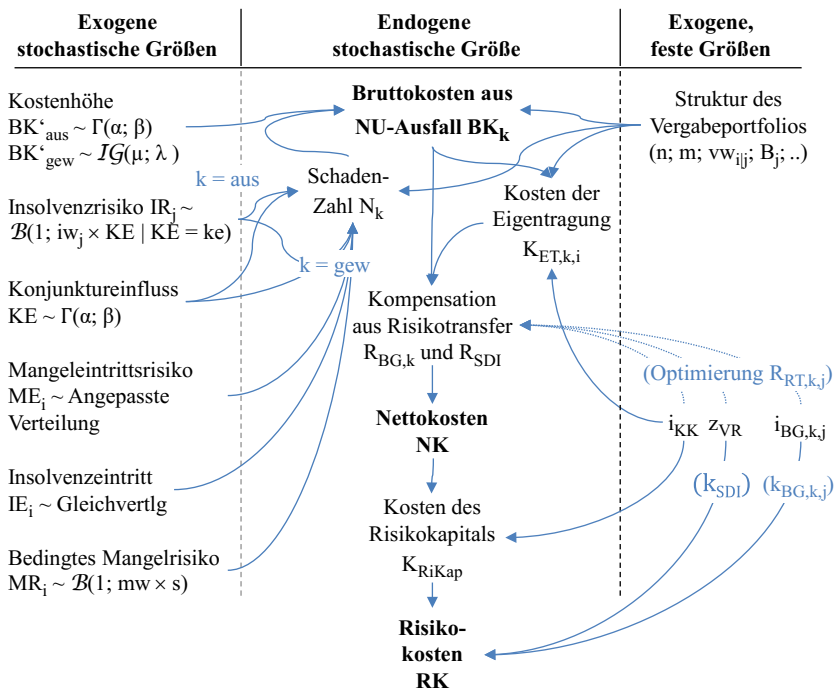 Exogene
stochastische Größen
Endogene
stochastische Größe
Exogene,
feste Größen
Kostenhöhe
BK‘aus ~ Γ(α; β)
BK‘gew ~ IG(μ; λ )
Insolvenzrisiko IRj ~
B(1; iwj × KE | KE = ke)
Konjunktureinfluss
KE ~ Γ(α; β)
Mangeleintrittsrisiko
MEi ~ Angepasste
Verteilung
Insolvenzeintritt
IEi ~ Gleichvertlg
Bedingtes Mangelrisiko
MRi ~ B(1; mw × s)
k = aus
k = gew
Bruttokosten aus
NU-Ausfall BKk
Schaden-
Zahl Nk
Kosten der
Eigentragung
KET,k,i
Kompensation
aus Risikotransfer
RBG,k und RSDI
Nettokosten
NK
Kosten des
Risikokapitals
KRiKap
Risiko-
kosten
RK
Struktur des
Vergabeportfolios
(n; m; vwi|j; Bj; ..)
(Optimierung RRT,k,j)
iKK zVR iBG,k,j
(kSDI) (kBG,k,j)